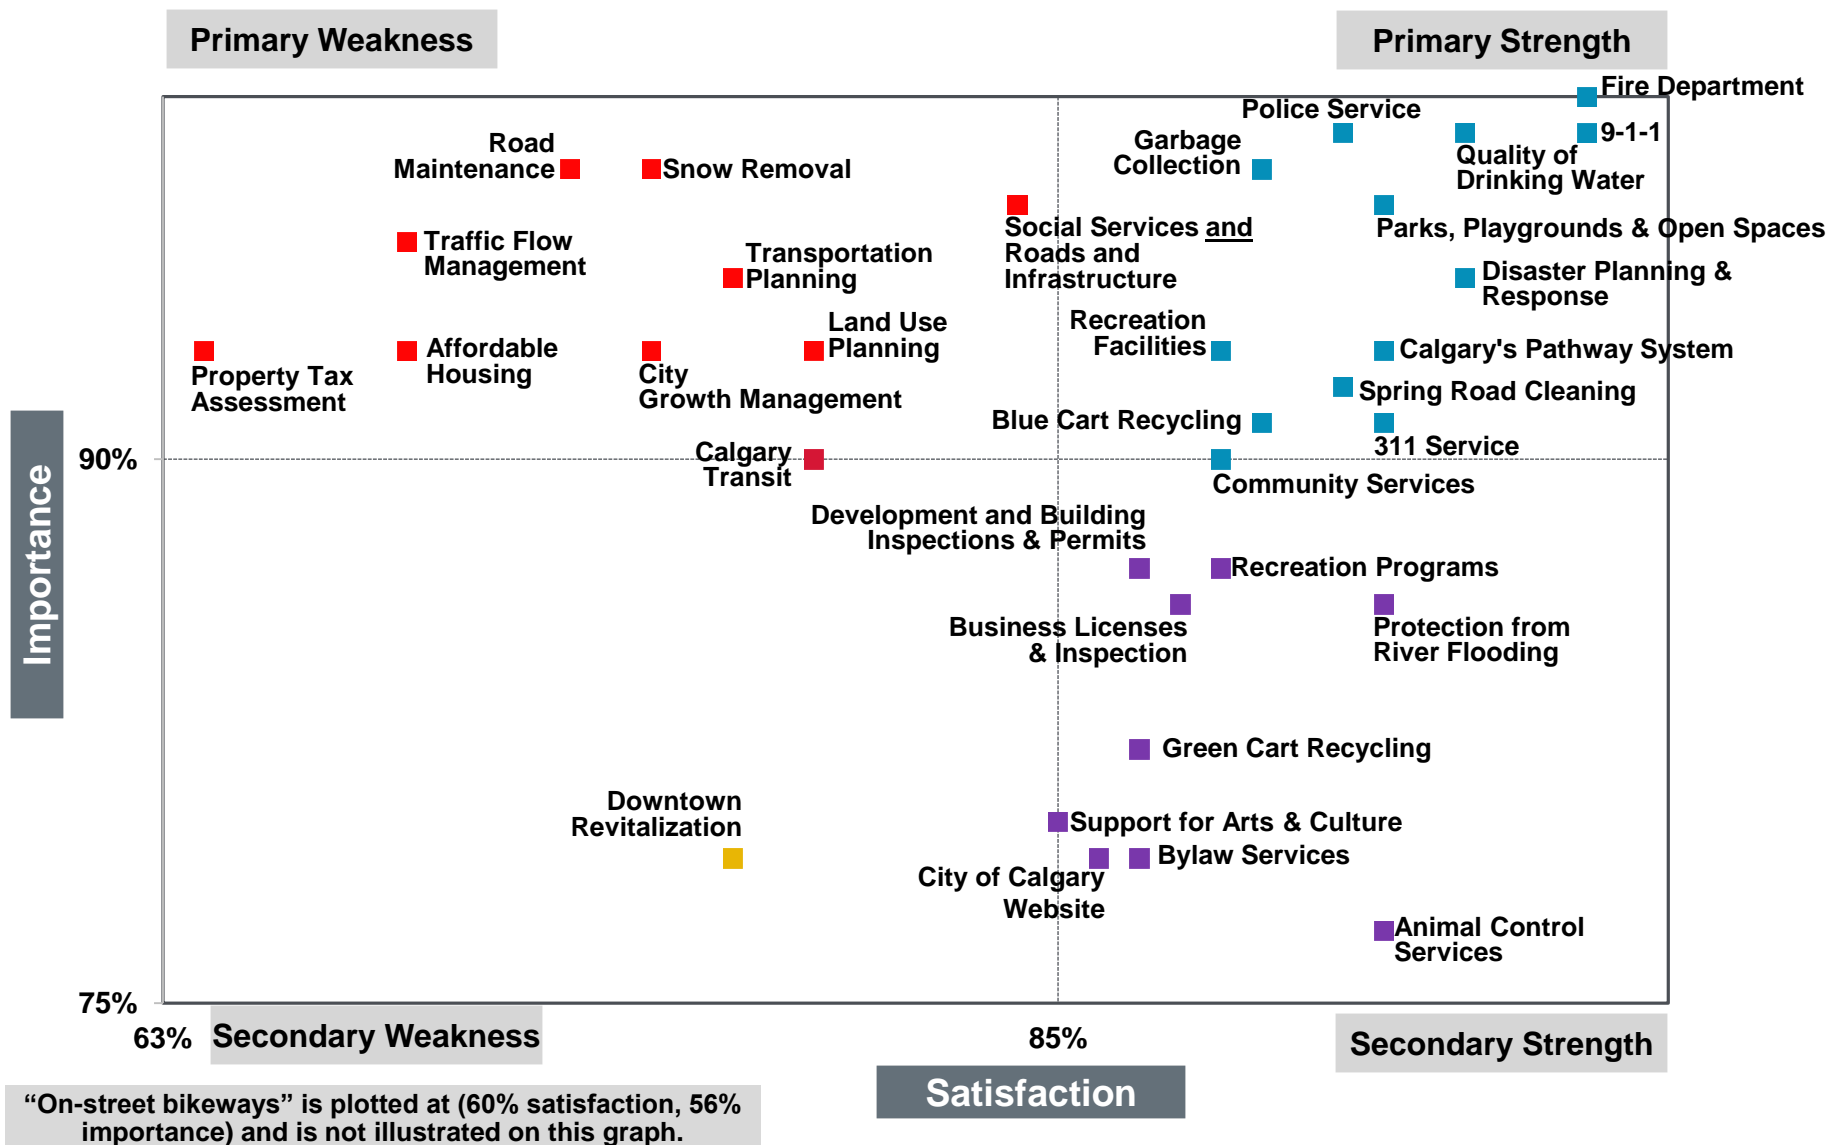 Primary Weakness
Primary Strength
Fire Department
Police Service
9-1-1
Garbage
Collection
Road
Maintenance
Snow Removal
Quality of
Drinking Water
Social Services and
Roads and
Infrastructure
Parks, Playgrounds & Open Spaces
Traffic Flow
Management
Transportation
Planning
Disaster Planning &
Response
Land Use
Planning
Recreation
Facilities
Property Tax
Assessment
Affordable
Housing
City
Growth Management
Calgary's Pathway System
Spring Road Cleaning
Blue Cart Recycling
311 Service
90%
Calgary
Transit
Community Services
Importance
Development and Building
Inspections & Permits
Recreation Programs
Business Licenses
& Inspection
Protection from
River Flooding
Green Cart Recycling
Downtown
Revitalization
Support for Arts & Culture
Bylaw Services
City of Calgary
Website
Animal Control
Services
75%
63%
Secondary Weakness
85%
Secondary Strength
Satisfaction
“On-street bikeways” is plotted at (60% satisfaction, 56%
importance) and is not illustrated on this graph.